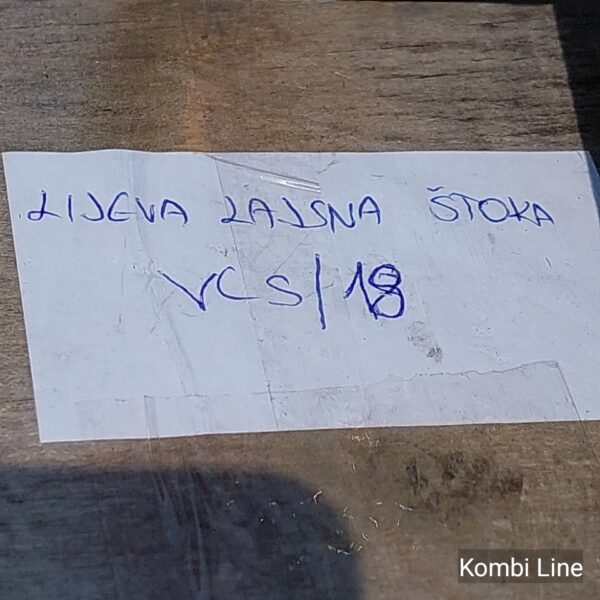 LIJEVA LAJSNA ŠTOKA
VCS/18
Kombi Line